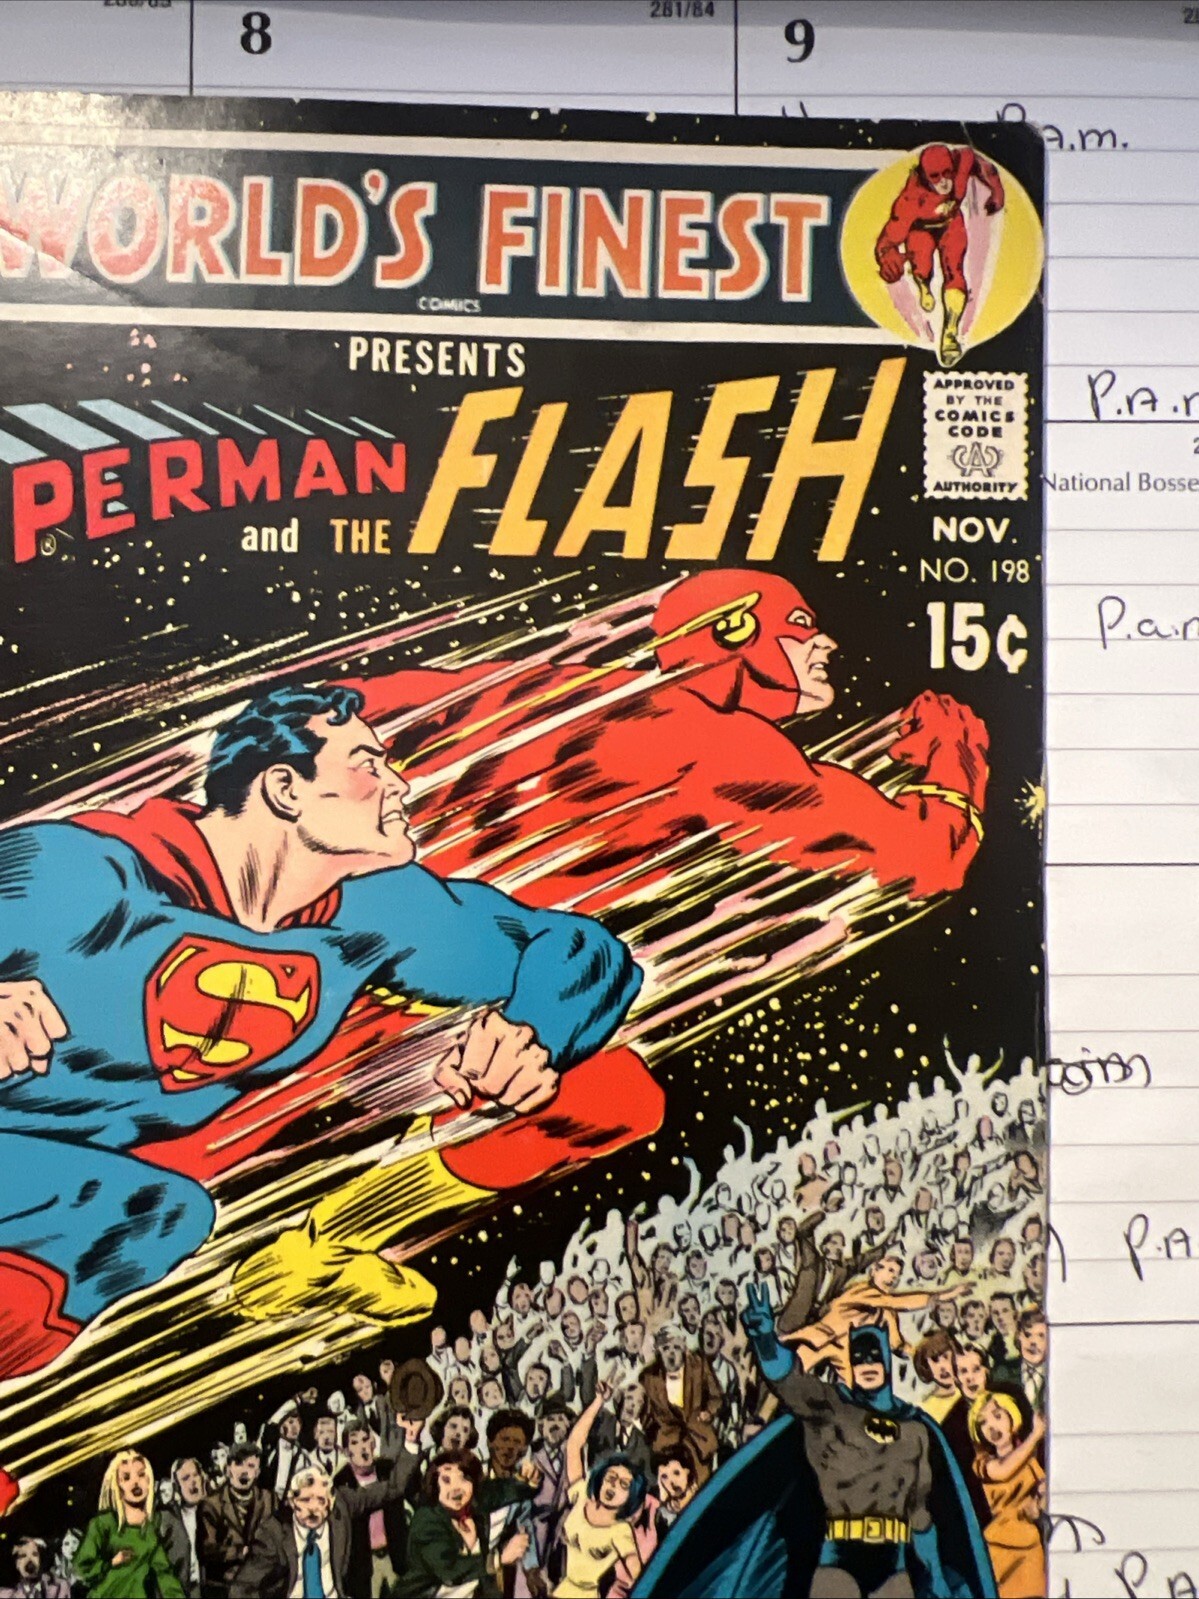 8
281/84
9
P.A.m.
WORLD'S FINEST
COMICS
PRESENTS
PERMAN
®
and THE FLASH
APPROVED
BY THE
COMICS
CODE
CA
AUTHORITY
NOV.
NO. 198
15¢
S
P.A.m
National Bosse
P.a.m
P.A
P.A